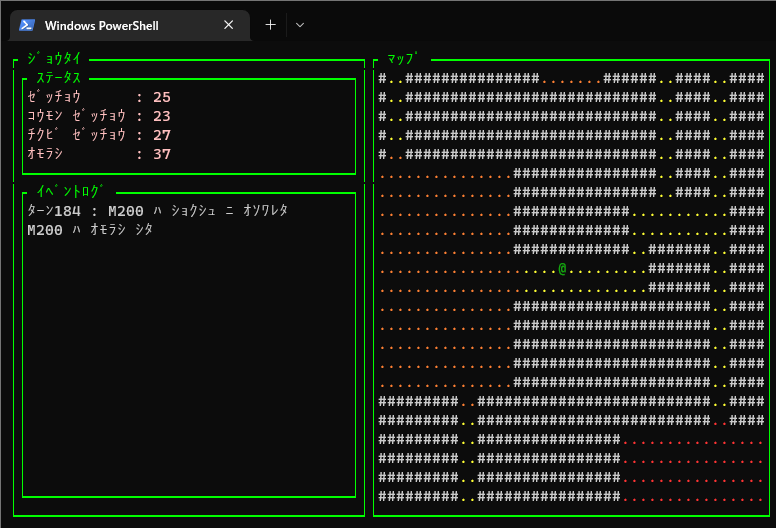 Windows PowerShell
ｼﾞｮｳﾀｲ
ｽﾃｰﾀｽ
ｾﾞｯﾁｮｳ : 25
ｺｳﾓﾝ ｾﾞｯﾁｮｳ : 23
ﾁｸﾋﾞ ｾﾞｯﾁｮｳ : 27
ｵﾓﾗｼ : 37
ｲﾍﾞﾝﾄﾛｸﾞ
ﾀｰﾝ184 : M200 ﾊ ｼｮｸｼｭ ﾆ ｵｿﾜﾚﾀ
M200 ﾊ ｵﾓﾗｼ ｼﾀ
ﾏｯﾌﾟ
#..###############.......######..####..####
#..############################..####..####
#..############################..####..####
#..############################..####..####
#..############################..####..####
...............################..####..####
...............################..####..####
...............#############...........####
...............#############...........####
...............#############..#######..####
....................@.........#######..####
..............................#######..####
...............######################..####
...............######################..####
...............######################..####
...............######################..####
...............######################..####
#########..##########################..####
#########..##########################..####
#########..################................
#########..################................
#########..################................
#########..################................